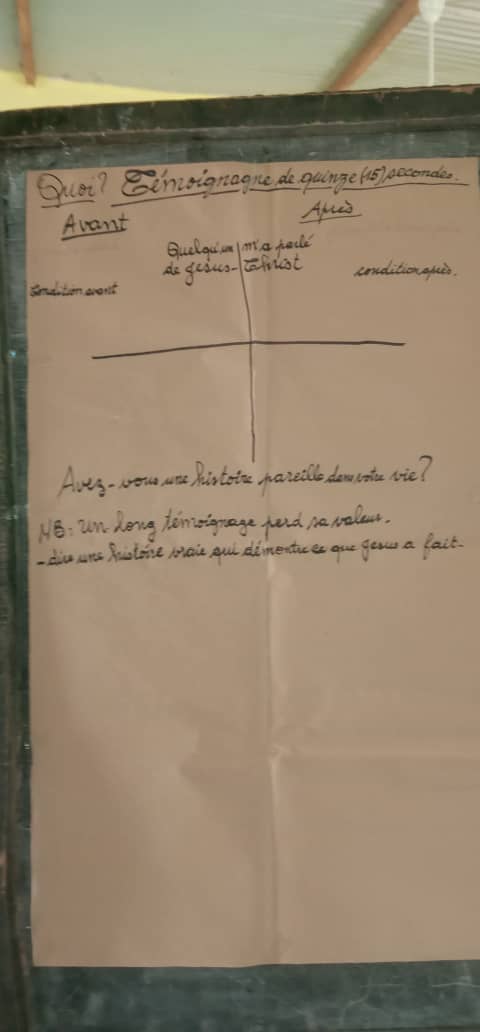 Quoi? Témoignagne de quinze (15) secondes.
Avant
Après
Quelqu'un m'a parlé
de Jesus-Christ
Condition avant
condition après.
Avez-vous une histoire pareille dans votre vie?
NB: Un long témoignage perd sa valeur.
- dire une histoire vraie qui démontre ce que Jesus a fait.